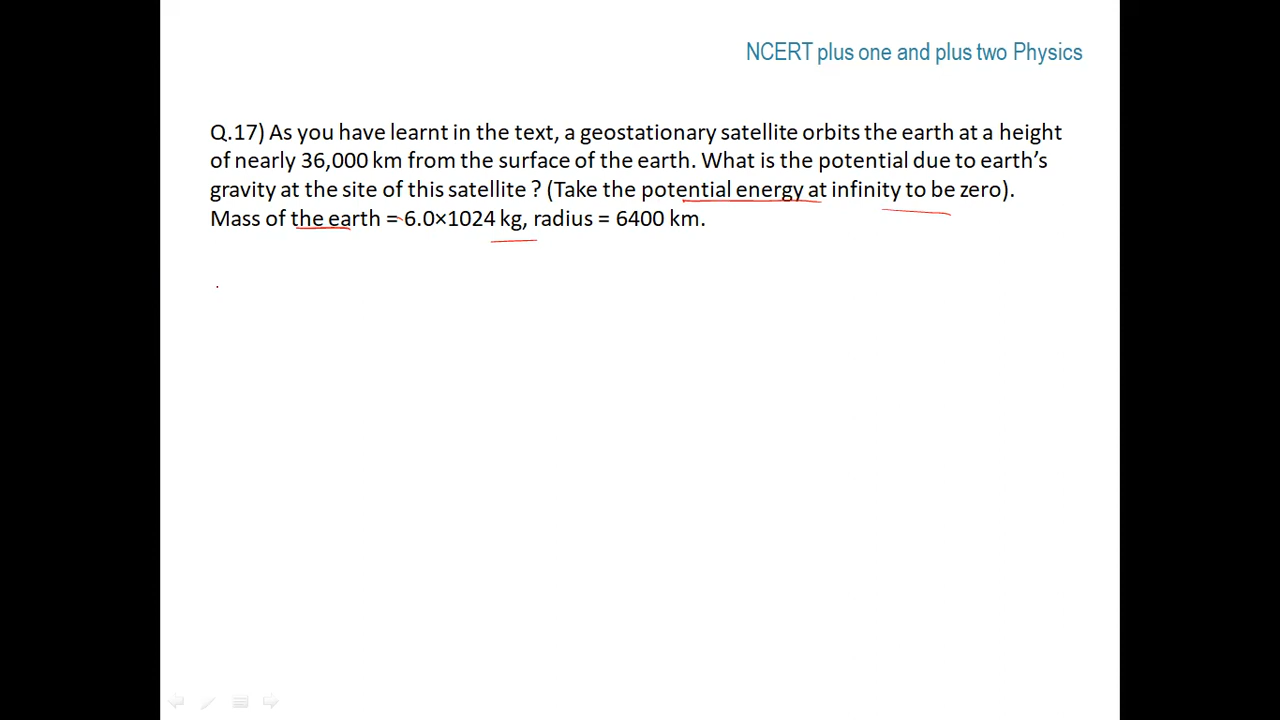 NCERT plus one and plus two Physics
Q.17) As you have learnt in the text, a geostationary satellite orbits the earth at a height
of nearly 36,000 km from the surface of the earth. What is the potential due to earth’s
gravity at the site of this satellite ? (Take the potential energy at infinity to be zero).
Mass of the earth = 6.0×1024 kg, radius = 6400 km.